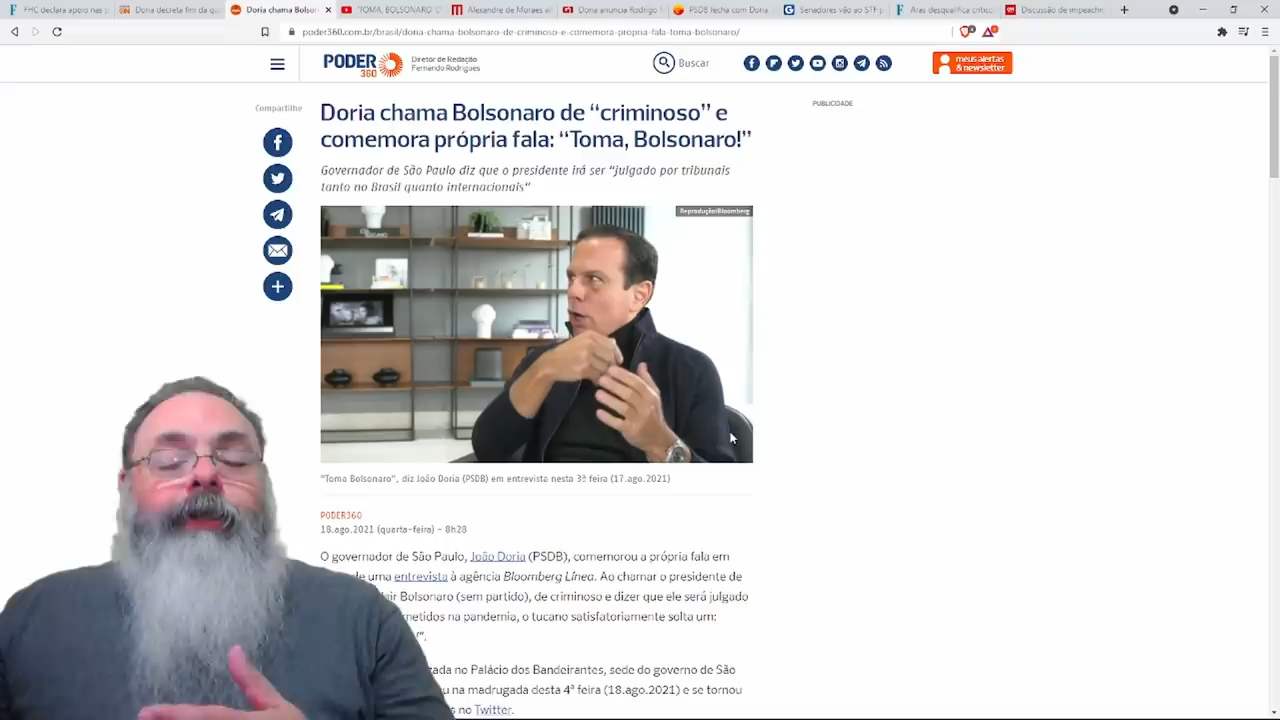 FHC declara apoio nas p
Doria decreta fim da qu
Doria chama Bolson
"TOMA, BOLSONARO: D
Alexandre de Moraes e
Doria anuncia Rodrigo
PSDB fecha com Doria
Senadores vão ao STF p
Aras desqualifica crític
Discussão de impeachm
poder360.com.br/brasil/doria-chama-bolsonaro-de-criminoso-e-comemora-propria-fala-toma-bolsonaro/
PODER
360
Diretor de Redação
Fernando Rodrigues
Buscar
meus alertas
& newsletter
Compartilhe
PUBLICIDADE
Doria chama Bolsonaro de “criminoso” e
comemora própria fala: “Toma, Bolsonaro!”
Governador de São Paulo diz que o presidente irá ser “julgado por tribunais
tanto no Brasil quanto internacionais”
Reprodução/Bloomberg
"Toma Bolsonaro", diz João Doria (PSDB) em entrevista nesta 3ª feira (17.ago.2021)
PODER360
18.ago.2021 (quarta-feira) - 8h28
O governador de São Paulo, João Doria (PSDB), comemorou a própria fala em
de uma entrevista à agência Bloomberg Línea. Ao chamar o presidente de
air Bolsonaro (sem partido), de criminoso e dizer que ele será julgado
metidos na pandemia, o tucano satisfatoriamente solta um:
".
ada no Palácio dos Bandeirantes, sede do governo de São
u na madrugada desta 4ª feira (18.ago.2021) e se tornou
s no Twitter.